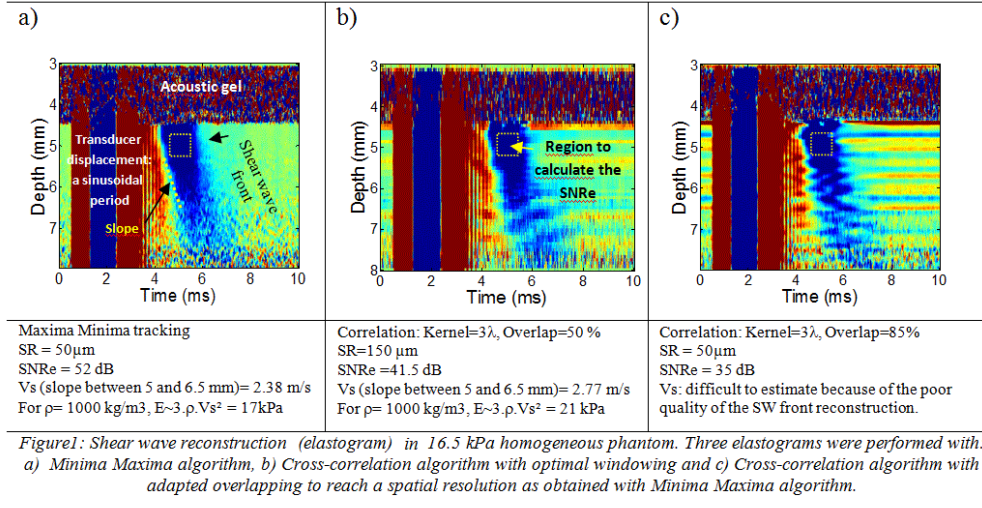 a)
b)
c)
3
4
5
6
7
Depth (mm)
0 2 4 6 8 10
Time (ms)
Acoustic gel
Transducer
displacement:
a sinusoidal
period
Slope
Shear wave
front
3
4
5
6
7
8
Depth (mm)
0 2 4 6 8 10
Time (ms)
Region to
calculate the
SNRe
3
4
5
6
7
Depth (mm)
0 2 4 6 8 10
Time (ms)
Maxima Minima tracking
SR = 50µm
SNRe = 52 dB
Vs (slope between 5 and 6.5 mm)= 2.38 m/s
For ρ= 1000 kg/m3, E~3.ρ.Vs² = 17kPa
Correlation: Kernel=3λ, Overlap=50 %
SR=150 µm
SNRe =41.5 dB
Vs (slope between 5 and 6.5 mm)= 2.77 m/s
For ρ= 1000 kg/m3, E~3.ρ.Vs² = 21 kPa
Correlation: Kernel=3λ, Overlap=85%
SR = 50µm
SNRe = 35 dB
Vs: difficult to estimate because of the poor
quality of the SW front reconstruction.
Figure1: Shear wave reconstruction (elastogram) in 16.5 kPa homogeneous phantom. Three elastograms were performed with.
a) Minima Maxima algorithm, b) Cross-correlation algorithm with optimal windowing and c) Cross-correlation algorithm with
adapted overlapping to reach a spatial resolution as obtained with Minima Maxima algorithm.